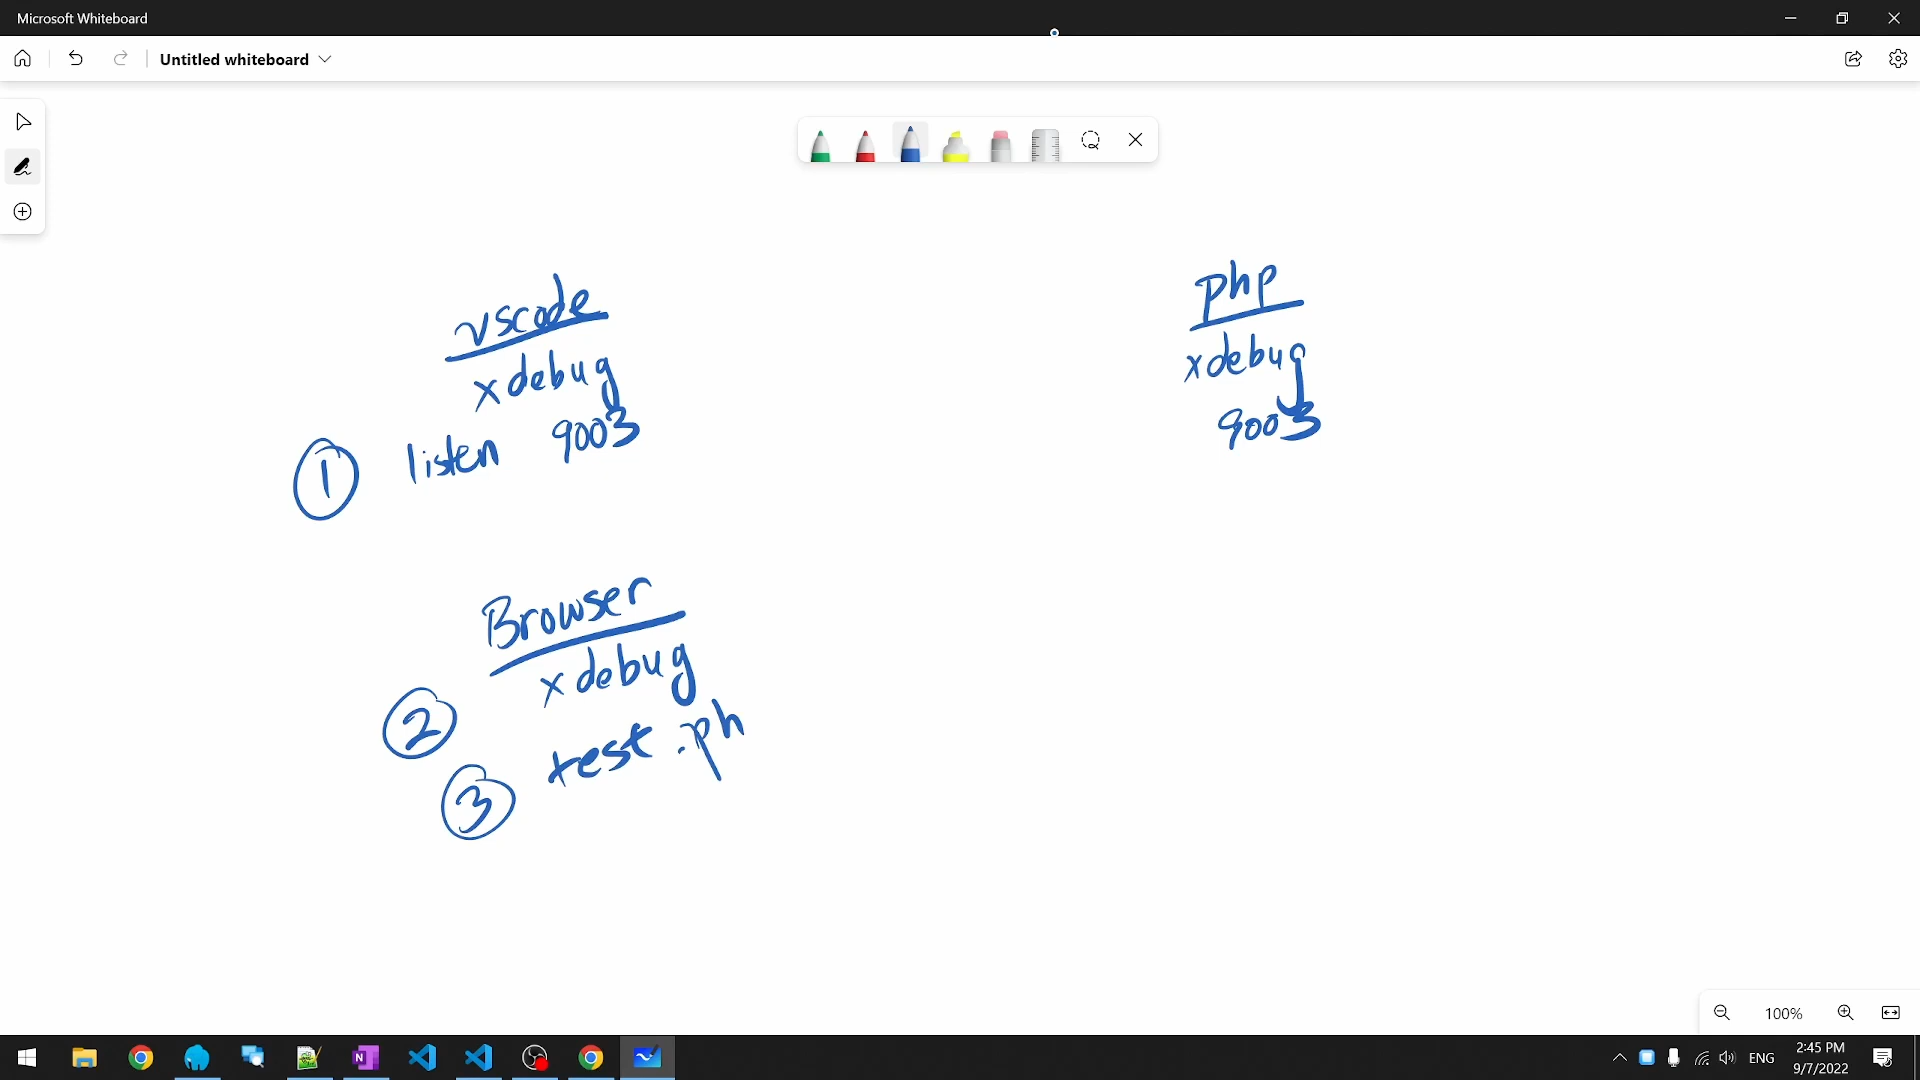 Microsoft Whiteboard
Untitled whiteboard
vscode
xdebug
1 listen 9003
php
xdebug
9003
Browser
2 xdebug
3 test.ph
100%
ENG
2:45 PM
9/7/2022